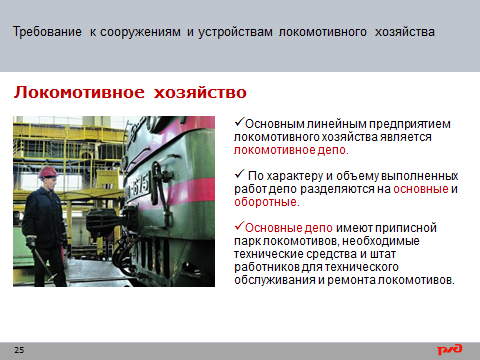 Требование к сооружениям и устройствам локомотивного хозяйства
Локомотивное хозяйство
✓Основным линейным предприятием
локомотивного хозяйства является
локомотивное депо.
✓ По характеру и объему выполненных
работ депо разделяются на основные и
оборотные.
✓Основные депо имеют приписной
парк локомотивов, необходимые
технические средства и штат
работников для технического
обслуживания и ремонта локомотивов.
25
ржд